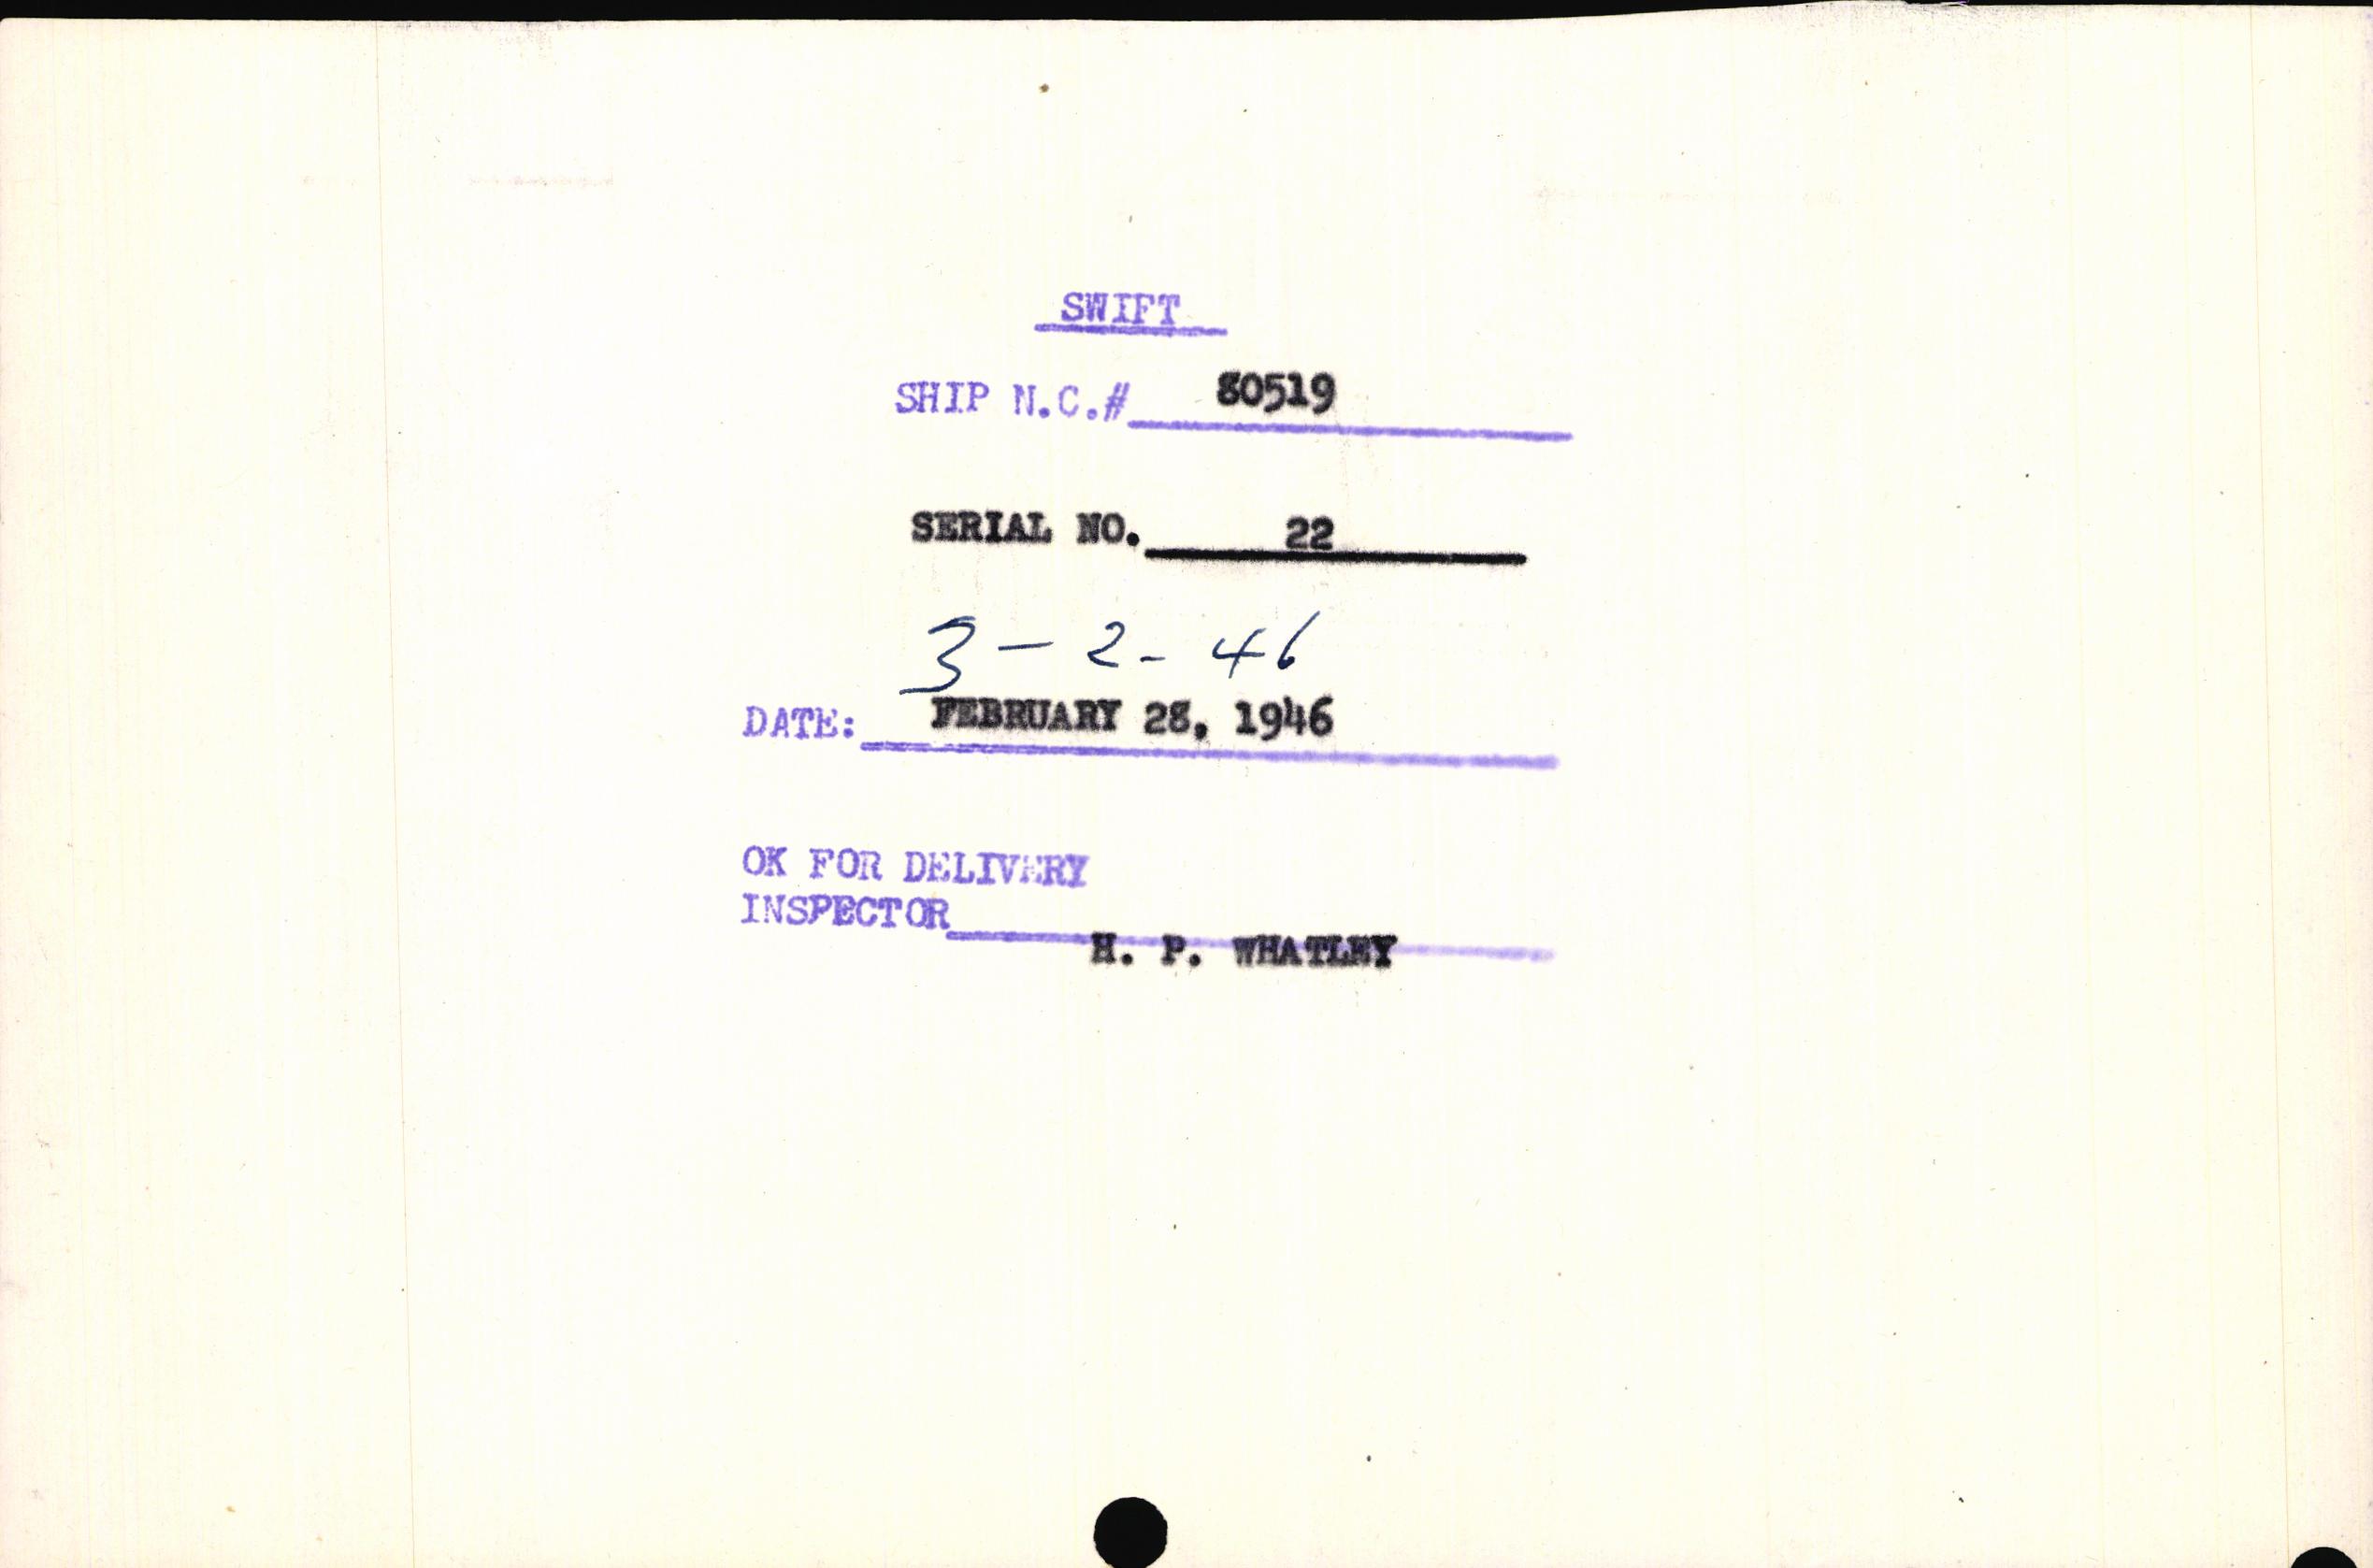 SWIFT
SHIP N.C.# 80519
SERIAL NO. 22
3 - 2 - 46
DATE: FEBRUARY 28, 1946
OK FOR DELIVERY
INSPECTOR
H. P. WHATLEY